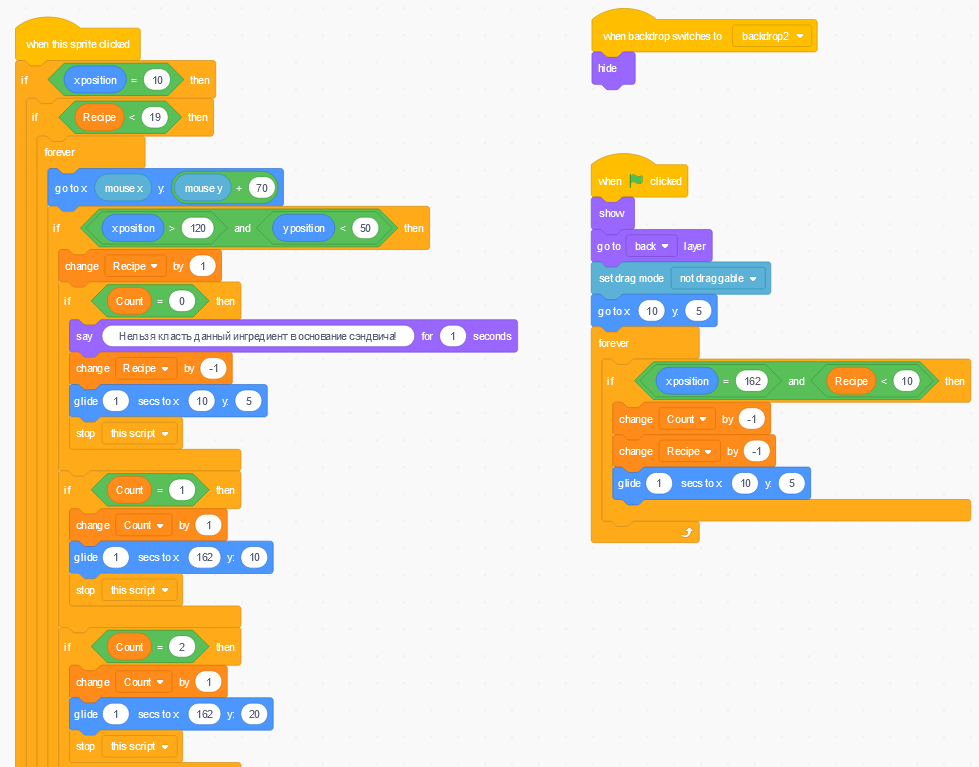 when this sprite clicked
if x position = 10 then
if Recipe < 19 then
forever
go to x mouse x y: mouse y + 70
if x position > 120 and y position < 50 then
change Recipe by 1
if Count = 0 then
say Нельзя класть данный ингредиент в основание сэндвича! for 1 seconds
change Recipe by -1
glide 1 secs to x 10 y: 5
stop this script
if Count = 1 then
change Count by 1
glide 1 secs to x 162 y: 10
stop this script
if Count = 2 then
change Count by 1
glide 1 secs to x 162 y: 20
stop this script
when backdrop switches to backdrop2
hide
when clicked
show
go to back layer
set drag mode not draggable
go to x 10 y: 5
forever
if x position = 162 and Recipe < 10 then
change Count by -1
change Recipe by -1
glide 1 secs to x 10 y: 5